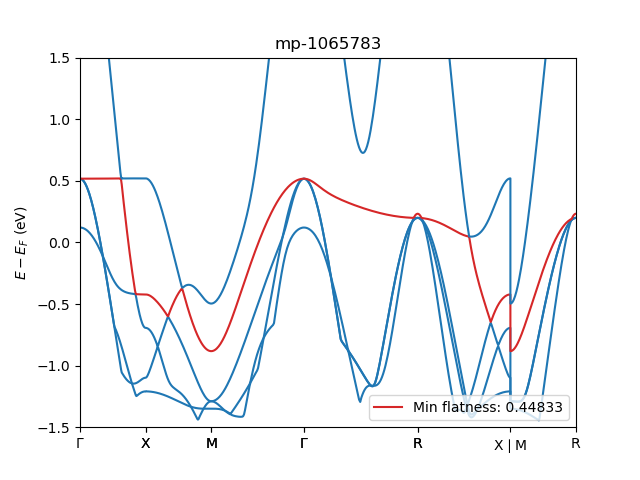 mp-1065783
E − E_F (eV)
1.5
1.0
0.5
0.0
−0.5
−1.0
−1.5
Min flatness: 0.44833
Γ X M Γ R X | M R